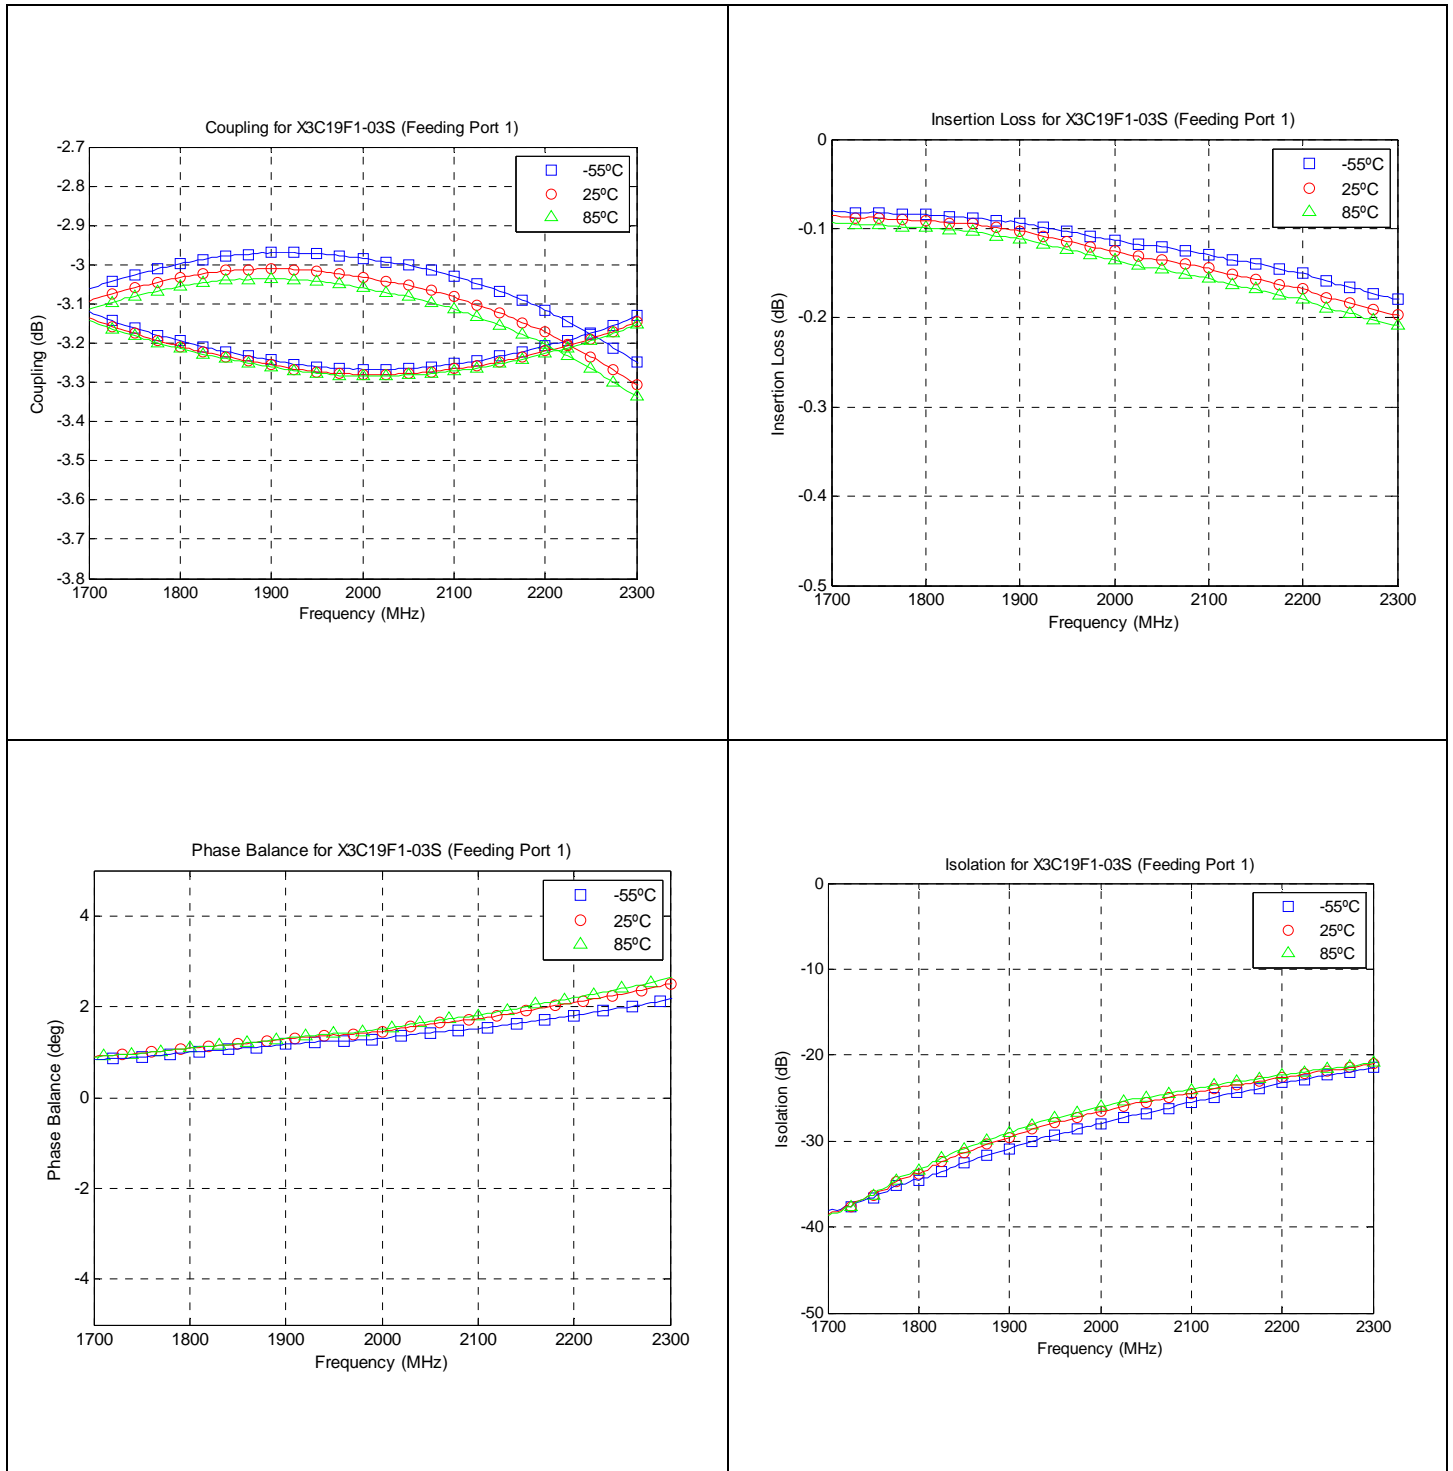 Coupling for X3C19F1-03S (Feeding Port 1)
-2.7
-2.8
-2.9
-3
-3.1
-3.2
-3.3
-3.4
-3.5
-3.6
-3.7
-3.8
Coupling (dB)
-55ºC
25ºC
85ºC
1700 1800 1900 2000 2100 2200 2300
Frequency (MHz)
Insertion Loss for X3C19F1-03S (Feeding Port 1)
0
-0.1
-0.2
-0.3
-0.4
-0.5
Insertion Loss (dB)
-55ºC
25ºC
85ºC
1700 1800 1900 2000 2100 2200 2300
Frequency (MHz)
Phase Balance for X3C19F1-03S (Feeding Port 1)
4
2
0
-2
-4
Phase Balance (deg)
-55ºC
25ºC
85ºC
1700 1800 1900 2000 2100 2200 2300
Frequency (MHz)
Isolation for X3C19F1-03S (Feeding Port 1)
0
-10
-20
-30
-40
-50
Isolation (dB)
-55ºC
25ºC
85ºC
1700 1800 1900 2000 2100 2200 2300
Frequency (MHz)